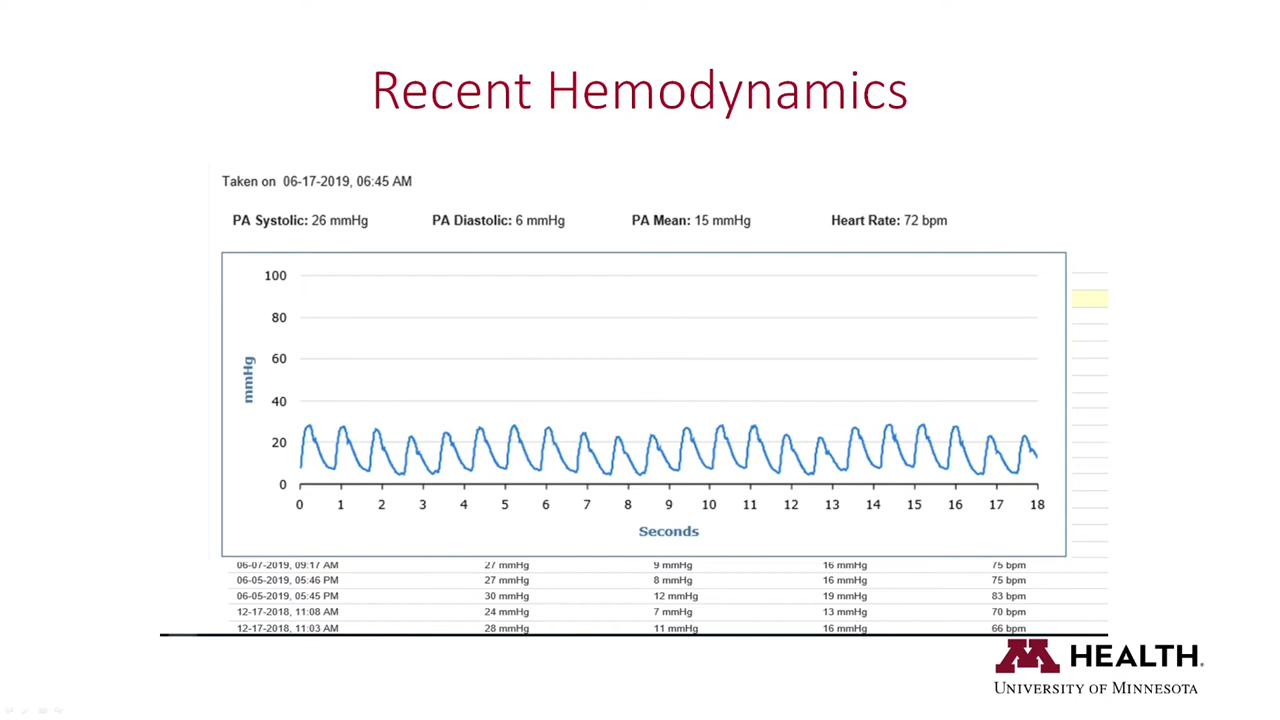 Recent Hemodynamics
Taken on 06-17-2019, 06:45 AM
PA Systolic: 26 mmHg PA Diastolic: 6 mmHg PA Mean: 15 mmHg Heart Rate: 72 bpm
100
80
60
40
20
0
mmHg
0 1 2 3 4 5 6 7 8 9 10 11 12 13 14 15 16 17 18
Seconds
06-07-2019, 09:17 AM 27 mmHg 9 mmHg 16 mmHg 75 bpm
06-05-2019, 05:46 PM 27 mmHg 8 mmHg 16 mmHg 75 bpm
06-05-2019, 05:45 PM 30 mmHg 12 mmHg 19 mmHg 83 bpm
12-17-2018, 11:08 AM 24 mmHg 7 mmHg 13 mmHg 70 bpm
12-17-2018, 11:03 AM 28 mmHg 11 mmHg 16 mmHg 66 bpm
M HEALTH.
UNIVERSITY OF MINNESOTA